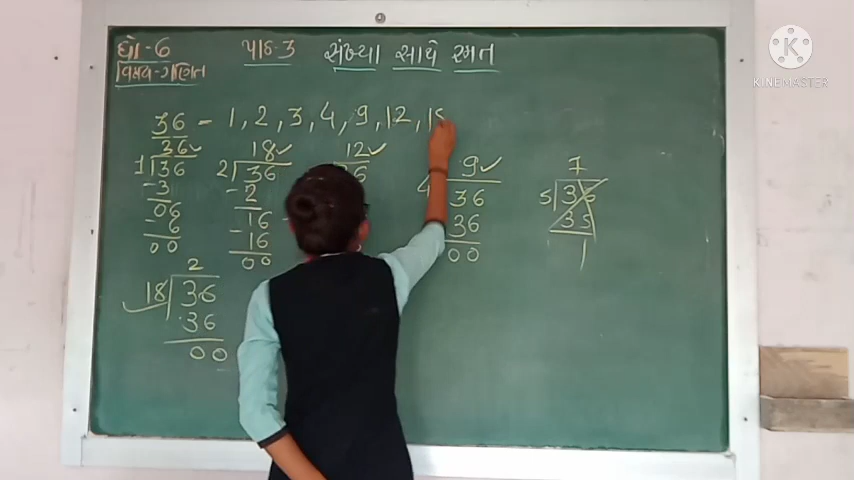 ધો-6 પાઠ-3 સંખ્યા સાથે રમત
વિષય-ગણિત
KINEMASTER
36 - 1, 2, 3, 4, 9, 12, 18
36✓ 18✓ 12✓ 9✓ 7
1 36 2 36 36 4 36 5 36
-3 -2 36 35
06 16 00 1
-6 -16
00 00
2
18 36
36
00